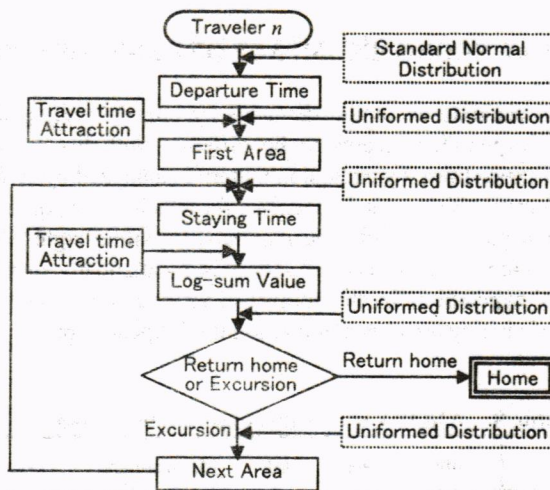 Traveler n
Standard Normal
Distribution
Departure Time
Travel time
Attraction
Uniformed Distribution
First Area
Uniformed Distribution
Staying Time
Travel time
Attraction
Log-sum Value
Uniformed Distribution
Return home
or Excursion
Return home
Home
Excursion
Uniformed Distribution
Next Area